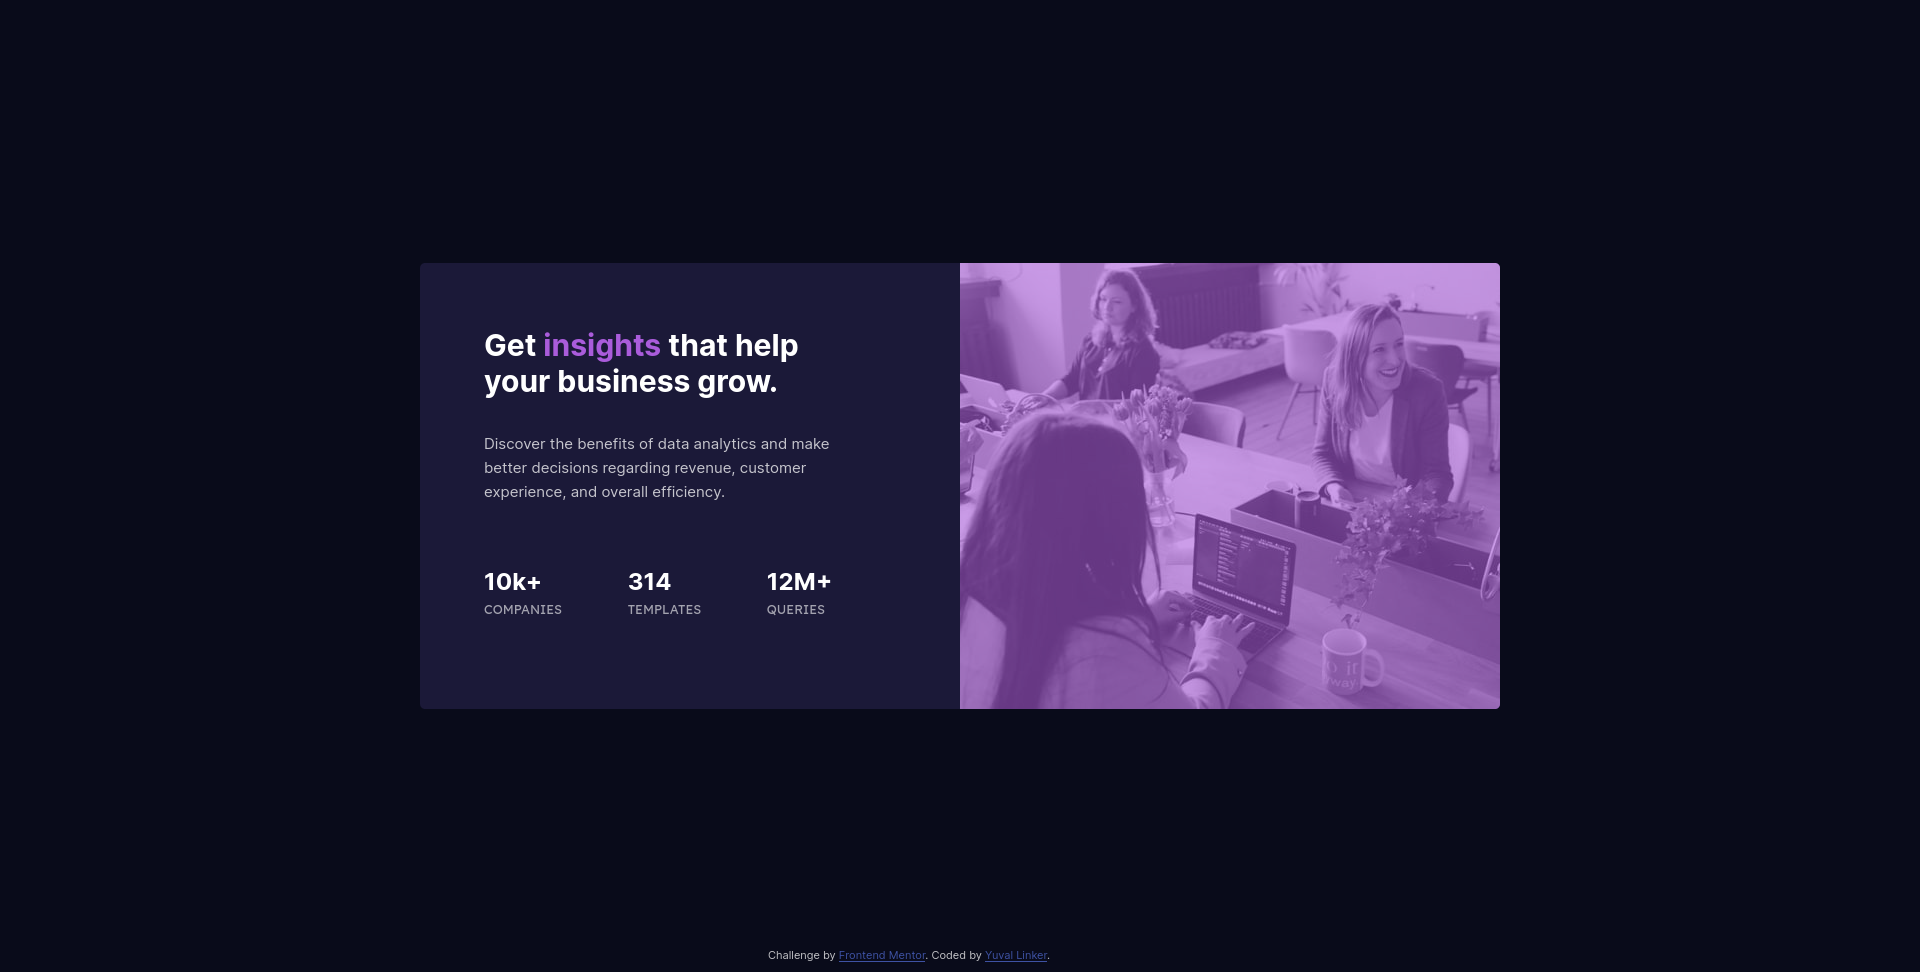 Get insights that help
your business grow.
Discover the benefits of data analytics and make
better decisions regarding revenue, customer
experience, and overall efficiency.
10k+
COMPANIES
314
TEMPLATES
12M+
QUERIES
Challenge by Frontend Mentor. Coded by Yuval Linker.